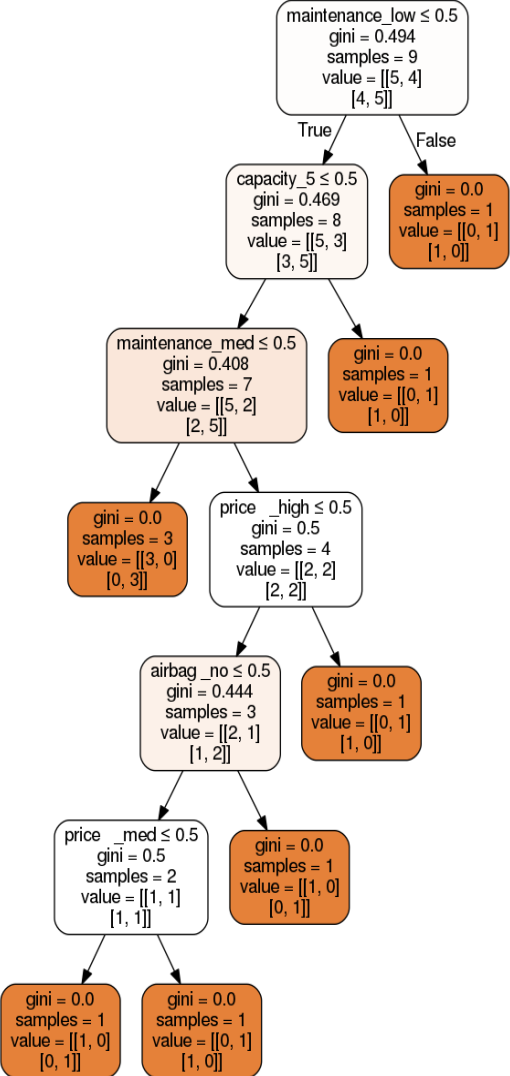 maintenance_low ≤ 0.5
gini = 0.494
samples = 9
value = [[5, 4]
[4, 5]]
True
False
capacity_5 ≤ 0.5
gini = 0.469
samples = 8
value = [[5, 3]
[3, 5]]
gini = 0.0
samples = 1
value = [[0, 1]
[1, 0]]
maintenance_med ≤ 0.5
gini = 0.408
samples = 7
value = [[5, 2]
[2, 5]]
gini = 0.0
samples = 1
value = [[0, 1]
[1, 0]]
gini = 0.0
samples = 3
value = [[3, 0]
[0, 3]]
price _high ≤ 0.5
gini = 0.5
samples = 4
value = [[2, 2]
[2, 2]]
airbag _no ≤ 0.5
gini = 0.444
samples = 3
value = [[2, 1]
[1, 2]]
gini = 0.0
samples = 1
value = [[0, 1]
[1, 0]]
price _med ≤ 0.5
gini = 0.5
samples = 2
value = [[1, 1]
[1, 1]]
gini = 0.0
samples = 1
value = [[1, 0]
[0, 1]]
gini = 0.0
samples = 1
value = [[1, 0]
[0, 1]]
gini = 0.0
samples = 1
value = [[0, 1]
[1, 0]]